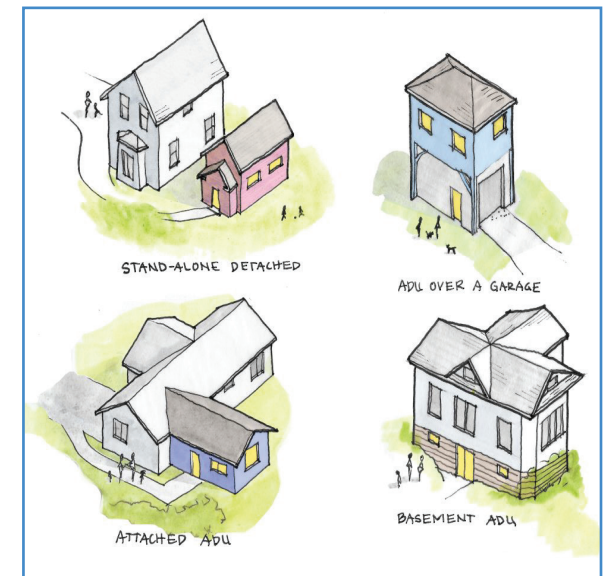 STAND-ALONE DETACHED
ADU OVER A GARAGE
ATTACHED ADU
BASEMENT ADU